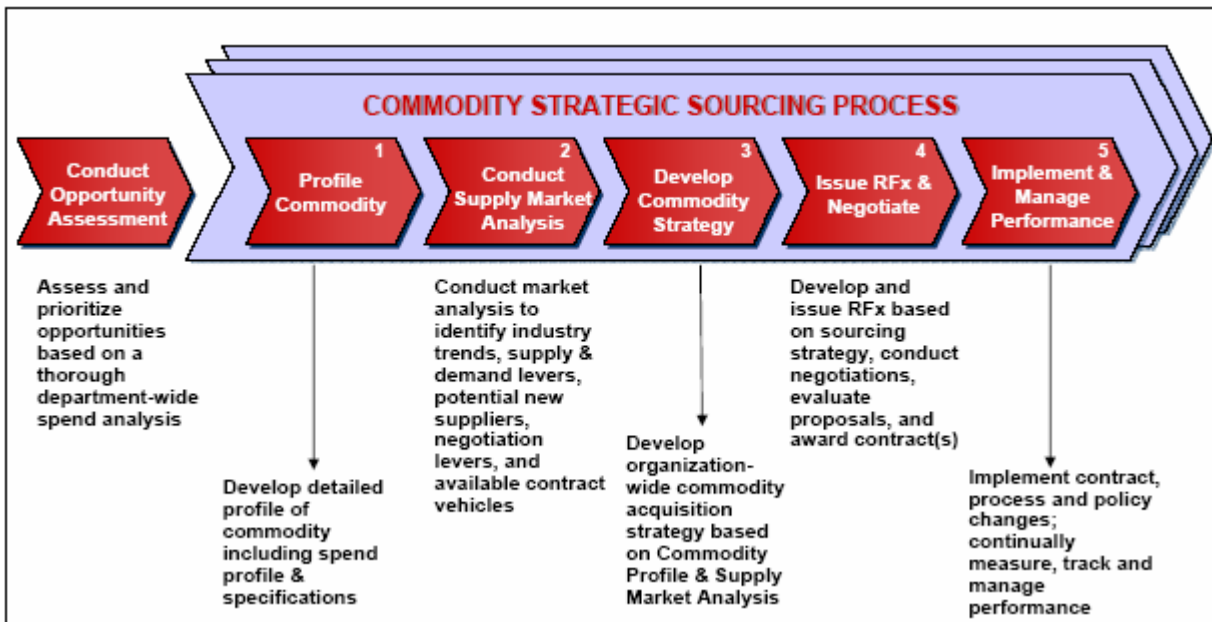 COMMODITY STRATEGIC SOURCING PROCESS
Conduct
Opportunity
Assessment
1
Profile
Commodity
2
Conduct
Supply Market
Analysis
3
Develop
Commodity
Strategy
4
Issue RFx &
Negotiate
5
Implement &
Manage
Performance
Assess and
prioritize
opportunities
based on a
thorough
department-wide
spend analysis
Develop detailed
profile of
commodity
including spend
profile &
specifications
Conduct market
analysis to
identify industry
trends, supply &
demand levers,
potential new
suppliers,
negotiation
levers, and
available contract
vehicles
Develop
organization-
wide commodity
acquisition
strategy based
on Commodity
Profile & Supply
Market Analysis
Develop and
issue RFx based
on sourcing
strategy, conduct
negotiations,
evaluate
proposals, and
award contract(s)
Implement contract,
process and policy
changes;
continually
measure, track and
manage
performance